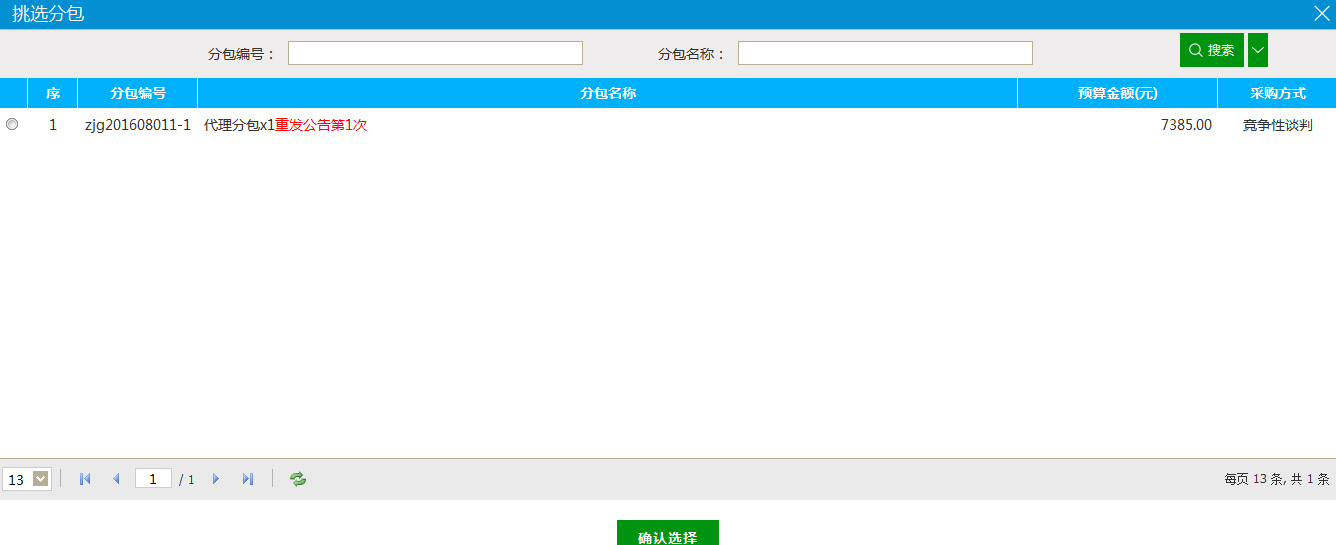 挑选分包
分包编号： 分包名称： 搜索
序 分包编号 分包名称 预算金额(元) 采购方式
1 zjg201608011-1 代理分包x1重发公告第1次 7385.00 竞争性谈判
13 1 / 1 每页 13 条, 共 1 条
确认选择